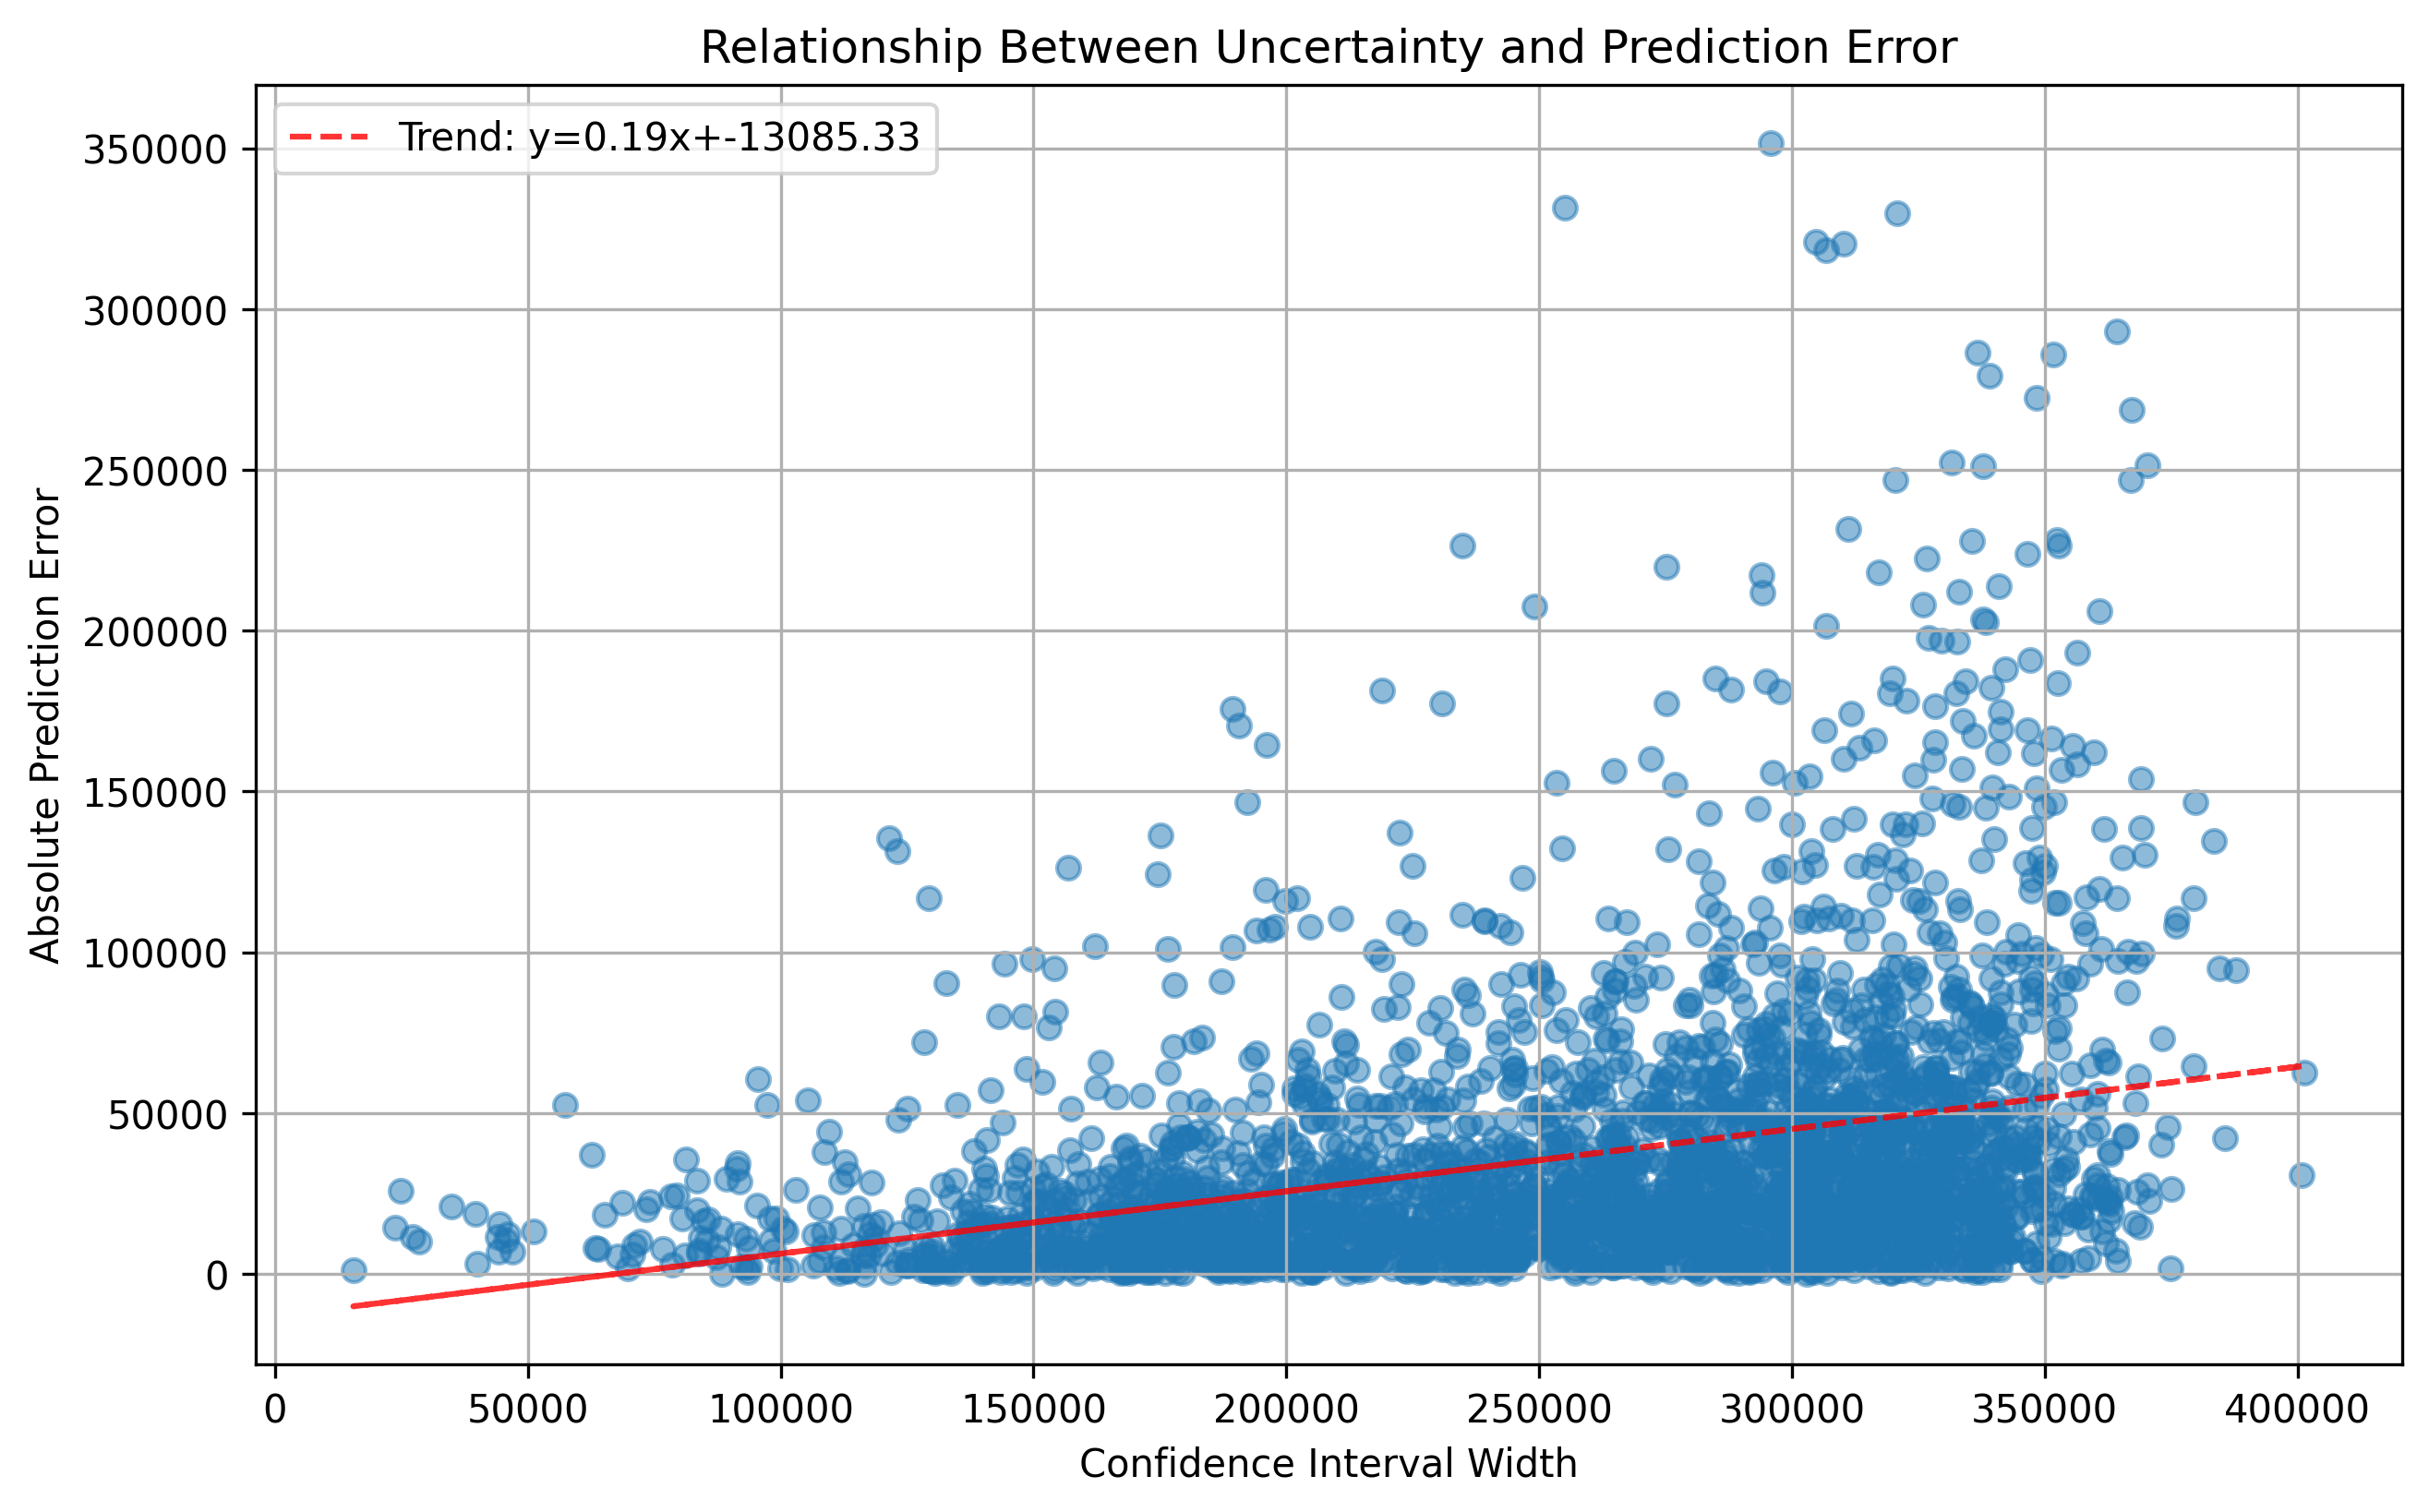 Relationship Between Uncertainty and Prediction Error
Trend: y=0.19x+-13085.33
350000
300000
250000
200000
150000
100000
50000
0
Absolute Prediction Error
0 50000 100000 150000 200000 250000 300000 350000 400000
Confidence Interval Width